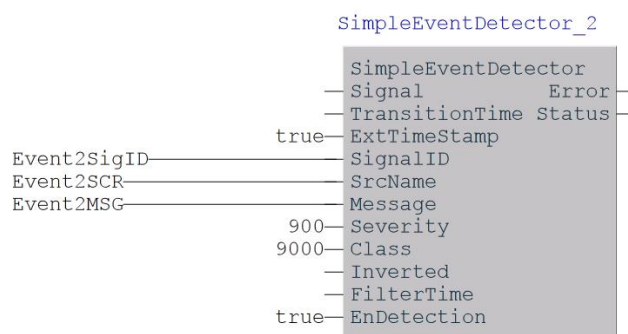 SimpleEventDetector_2
SimpleEventDetector
Signal Error
TransitionTime Status
true ExtTimeStamp
Event2SigID SignalID
Event2SCR SrcName
Event2MSG Message
900 Severity
9000 Class
Inverted
FilterTime
true EnDetection